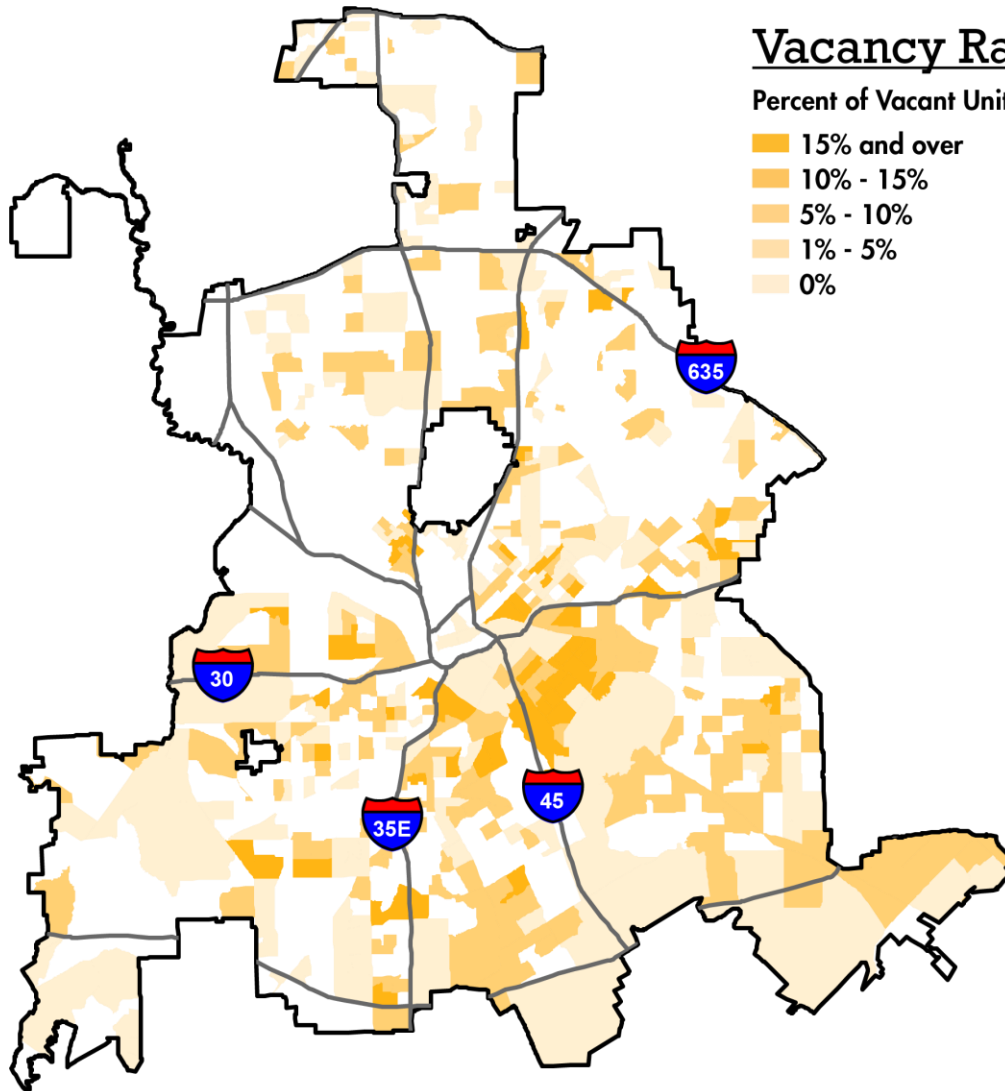 Vacancy Ra
Percent of Vacant Unit
15% and over
10% - 15%
5% - 10%
1% - 5%
0%
635
30
45
35E